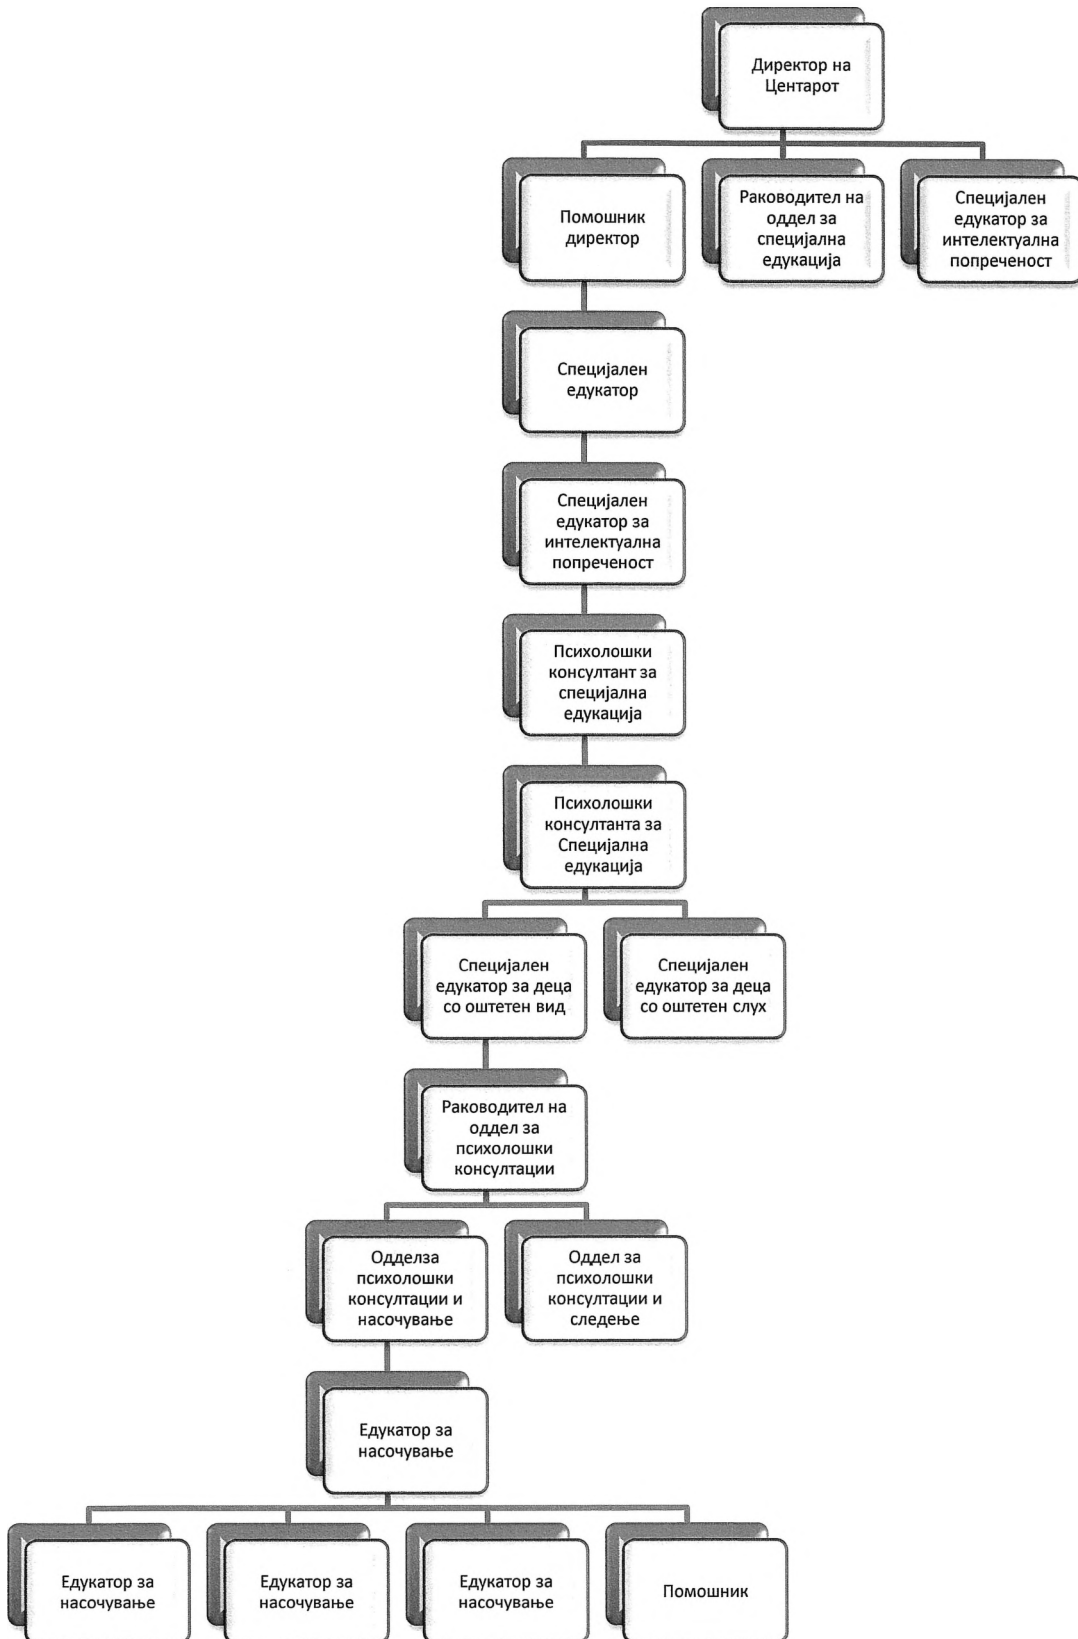 Директор на
Центарот
Помошник
директор
Раководител на
оддел за
специјална
едукација
Специјален
едукатор за
интелектуална
попреченост
Специјален
едукатор
Специјален
едукатор за
интелектуална
попреченост
Психолошки
консултант за
специјална
едукација
Психолошки
консултанта за
Специјална
едукација
Специјален
едукатор за деца
со оштетен вид
Специјален
едукатор за деца
со оштетен слух
Раководител на
оддел за
психолошки
консултации
Одделза
психолошки
консултации и
насочување
Оддел за
психолошки
консултации и
следење
Едукатор за
насочување
Едукатор за
насочување
Едукатор за
насочување
Едукатор за
насочување
Помошник